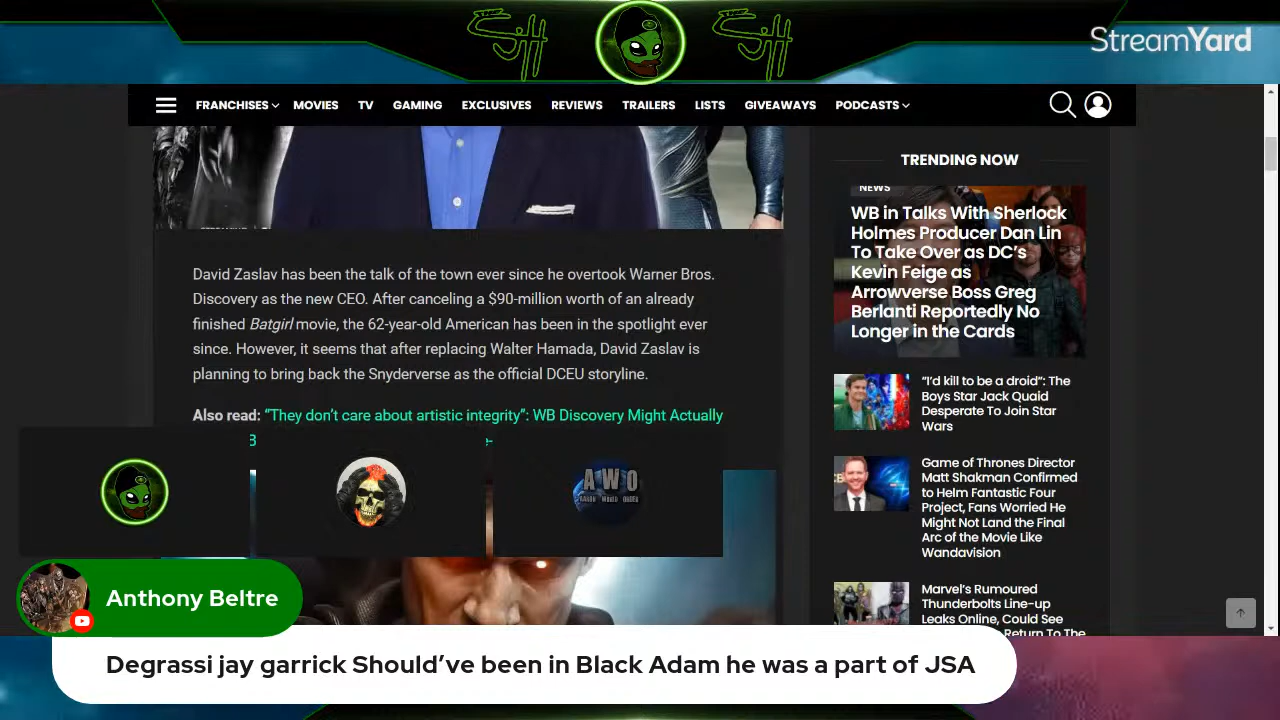 StreamYard
FRANCHISES MOVIES TV GAMING EXCLUSIVES REVIEWS TRAILERS LISTS GIVEAWAYS PODCASTS
David Zaslav has been the talk of the town ever since he overtook Warner Bros.
Discovery as the new CEO. After canceling a $90-million worth of an already
finished Batgirl movie, the 62-year-old American has been in the spotlight ever
since. However, it seems that after replacing Walter Hamada, David Zaslav is
planning to bring back the Snyderverse as the official DCEU storyline.
Also read: “They don’t care about artistic integrity”: WB Discovery Might Actually
B
e-
TRENDING NOW
NEWS
WB in Talks With Sherlock
Holmes Producer Dan Lin
To Take Over as DC’s
Kevin Feige as
Arrowverse Boss Greg
Berlanti Reportedly No
Longer in the Cards
“I’d kill to be a droid”: The
Boys Star Jack Quaid
Desperate To Join Star
Wars
Game of Thrones Director
Matt Shakman Confirmed
to Helm Fantastic Four
Project, Fans Worried He
Might Not Land the Final
Arc of the Movie Like
Wandavision
Marvel’s Rumoured
Thunderbolts Line-up
Leaks Online, Could See
Return To The
AWO
Anthony Beltre
Degrassi jay garrick Should’ve been in Black Adam he was a part of JSA